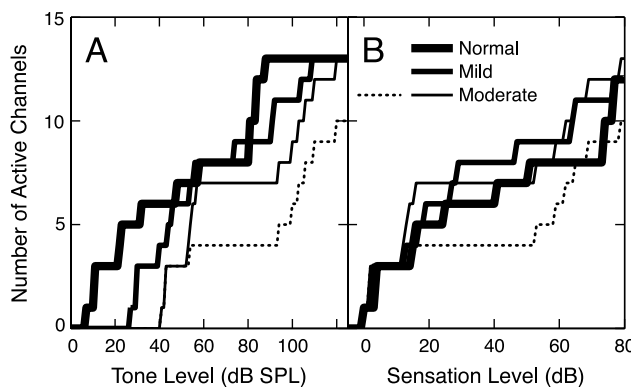 15
10
5
0
Number of Active Channels
A
0 20 40 60 80 100
Tone Level (dB SPL)
B
Normal
Mild
Moderate
0 20 40 60 80
Sensation Level (dB)